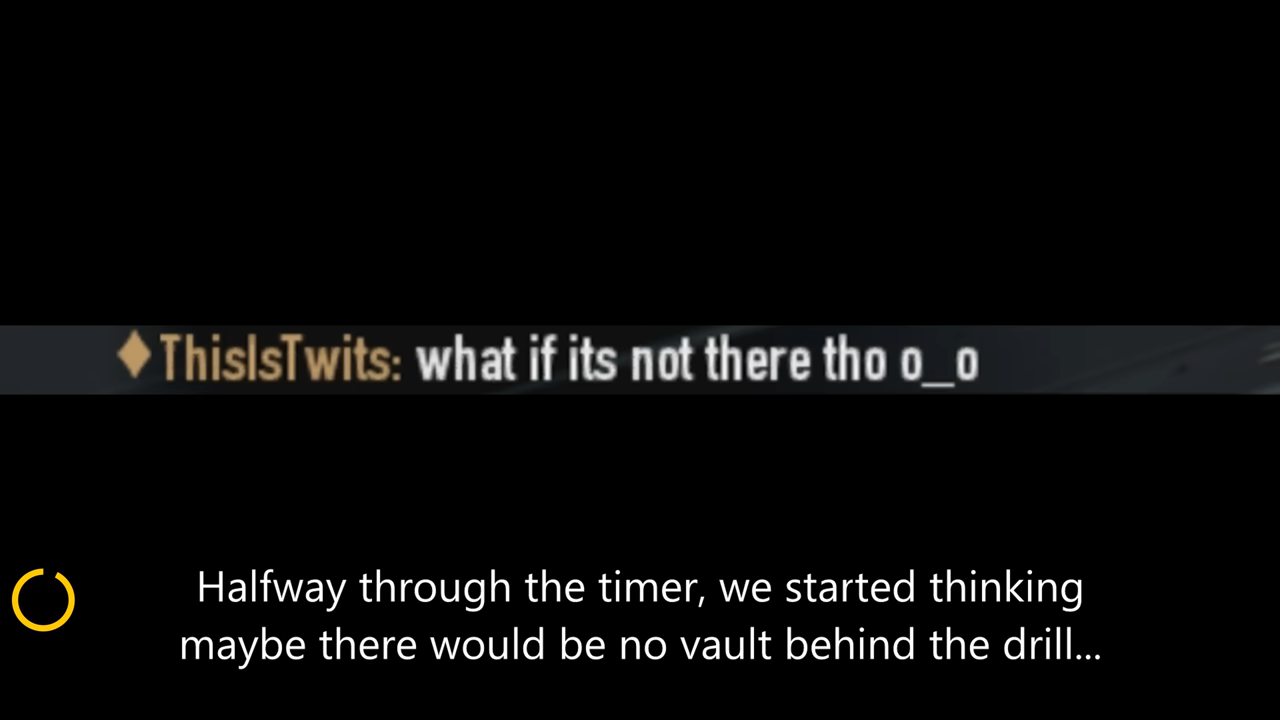 ThisIsTwits: what if its not there tho o_o
Halfway through the timer, we started thinking
maybe there would be no vault behind the drill...